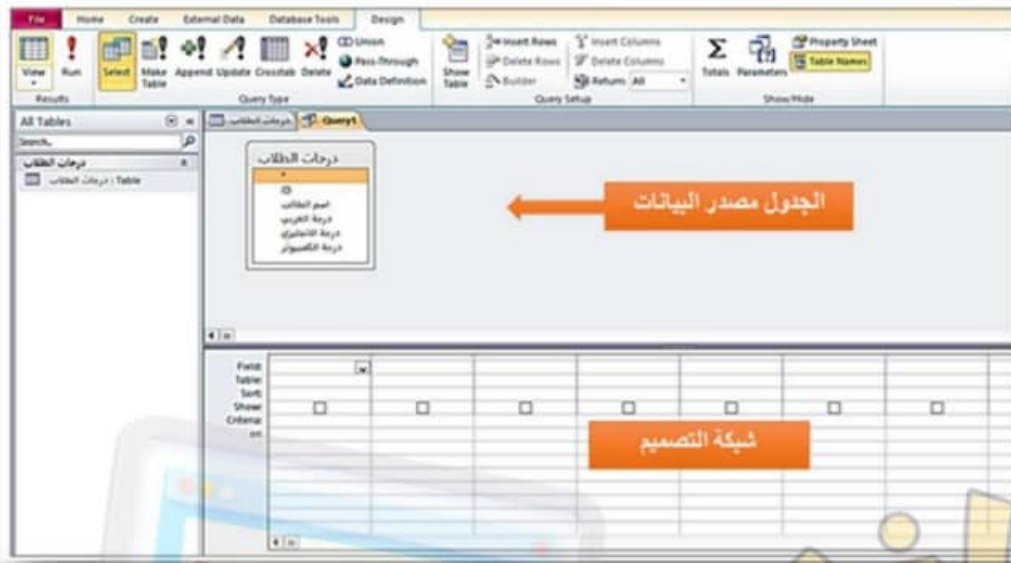 File Home Create External Data Database Tools Design
View Run Select Make Table Append Update Crosstab Delete
Union
Pass-Through
Data Definition
Show Table
Insert Rows
Delete Rows
Builder
Insert Columns
Delete Columns
Return: All
Totals Parameters
Property Sheet
Table Names
Results Query Type Query Setup Show/Hide
All Tables
Search..
درجات الطلاب
درجات الطلاب : Table
درجات الطلاب Query1
درجات الطلاب
*
ID
اسم الطالب
درجة العربي
درجة الانجليزي
درجة الكمبيوتر
الجدول مصدر البيانات
Field:
Table:
Sort:
Show:
Criteria:
or:
شبكة التصميم